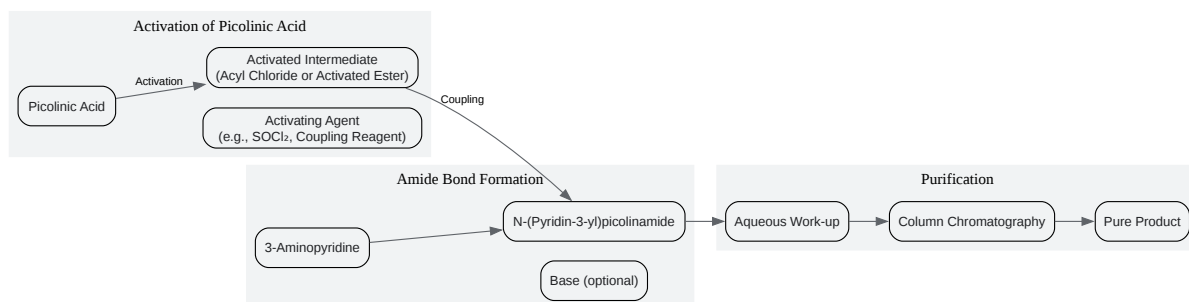 Activation of Picolinic Acid
Activated Intermediate
(Acyl Chloride or Activated Ester)
Activation
Picolinic Acid
Coupling
Activating Agent
(e.g., SOCl₂, Coupling Reagent)
Amide Bond Formation
N-(Pyridin-3-yl)picolinamide
3-Aminopyridine
Base (optional)
Purification
Aqueous Work-up
Column Chromatography
Pure Product